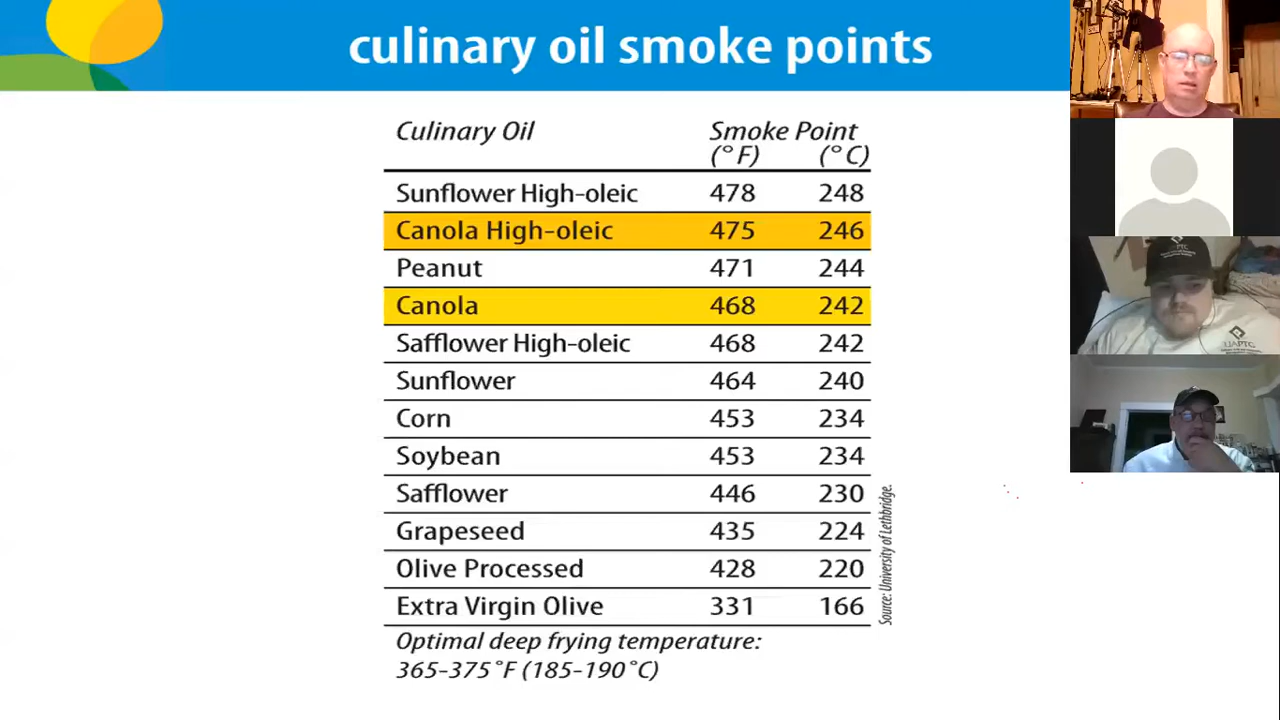 culinary oil smoke points
Culinary Oil Smoke Point
(°F) (°C)
Sunflower High-oleic 478 248
Canola High-oleic 475 246
Peanut 471 244
Canola 468 242
Safflower High-oleic 468 242
Sunflower 464 240
Corn 453 234
Soybean 453 234
Safflower 446 230
Grapeseed 435 224
Olive Processed 428 220
Extra Virgin Olive 331 166
Optimal deep frying temperature:
365–375°F (185–190°C)
Source: University of Lethbridge.
UAPTC